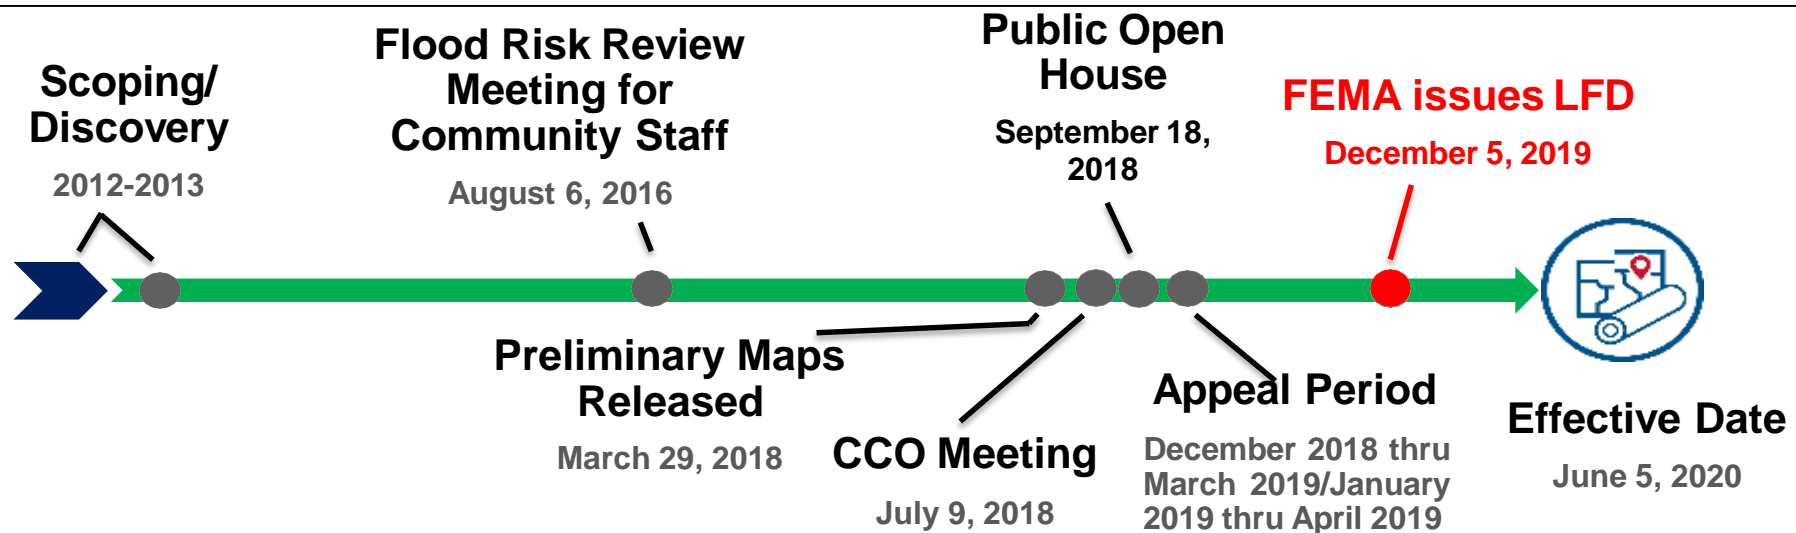 Scoping/
Discovery
2012-2013
Flood Risk Review
Meeting for
Community Staff
August 6, 2016
Public Open
House
September 18,
2018
FEMA issues LFD
December 5, 2019
Preliminary Maps
Released
March 29, 2018
CCO Meeting
July 9, 2018
Appeal Period
December 2018 thru
March 2019/January
2019 thru April 2019
Effective Date
June 5, 2020